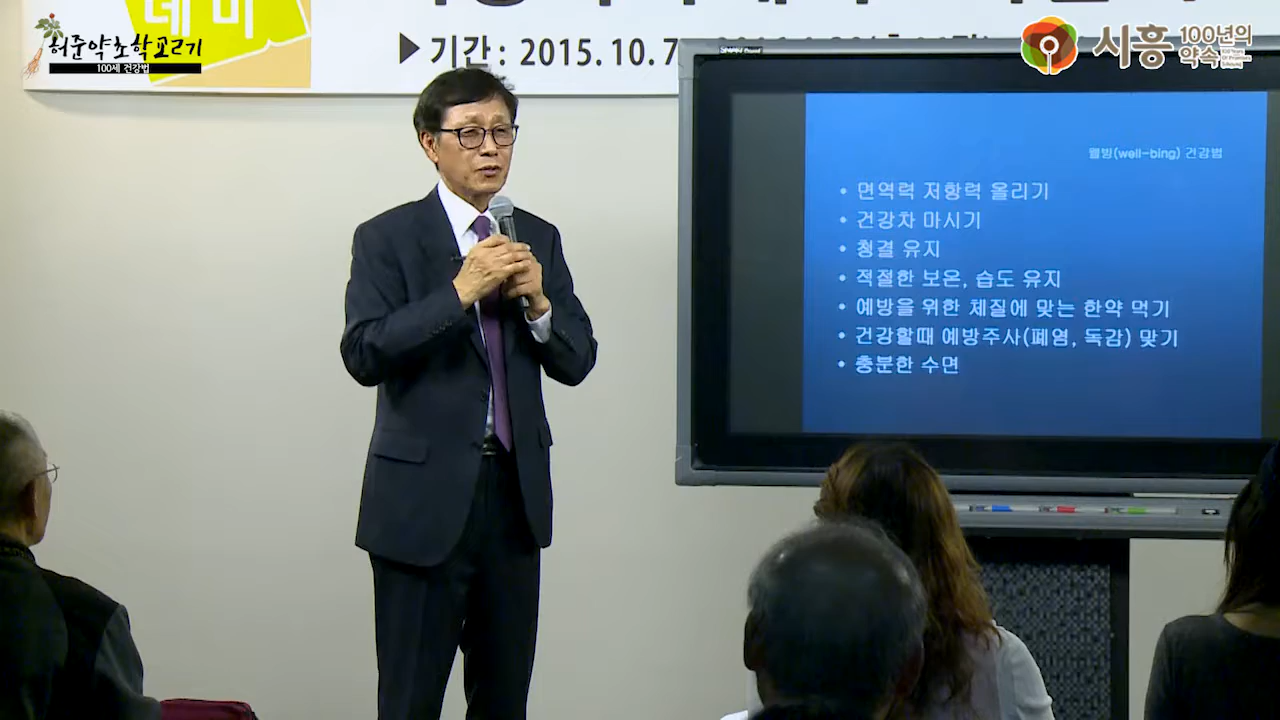 데미
▶기간 : 2015.10.7
허준약초학교
100세 건강법
시흥 100년의 약속
웰빙(well-bing) 건강법
• 면역력 저항력 올리기
• 건강차 마시기
• 청결 유지
• 적절한 보온, 습도 유지
• 예방을 위한 체질에 맞는 한약 먹기
• 건강할때 예방주사(폐염, 독감) 맞기
• 충분한 수면